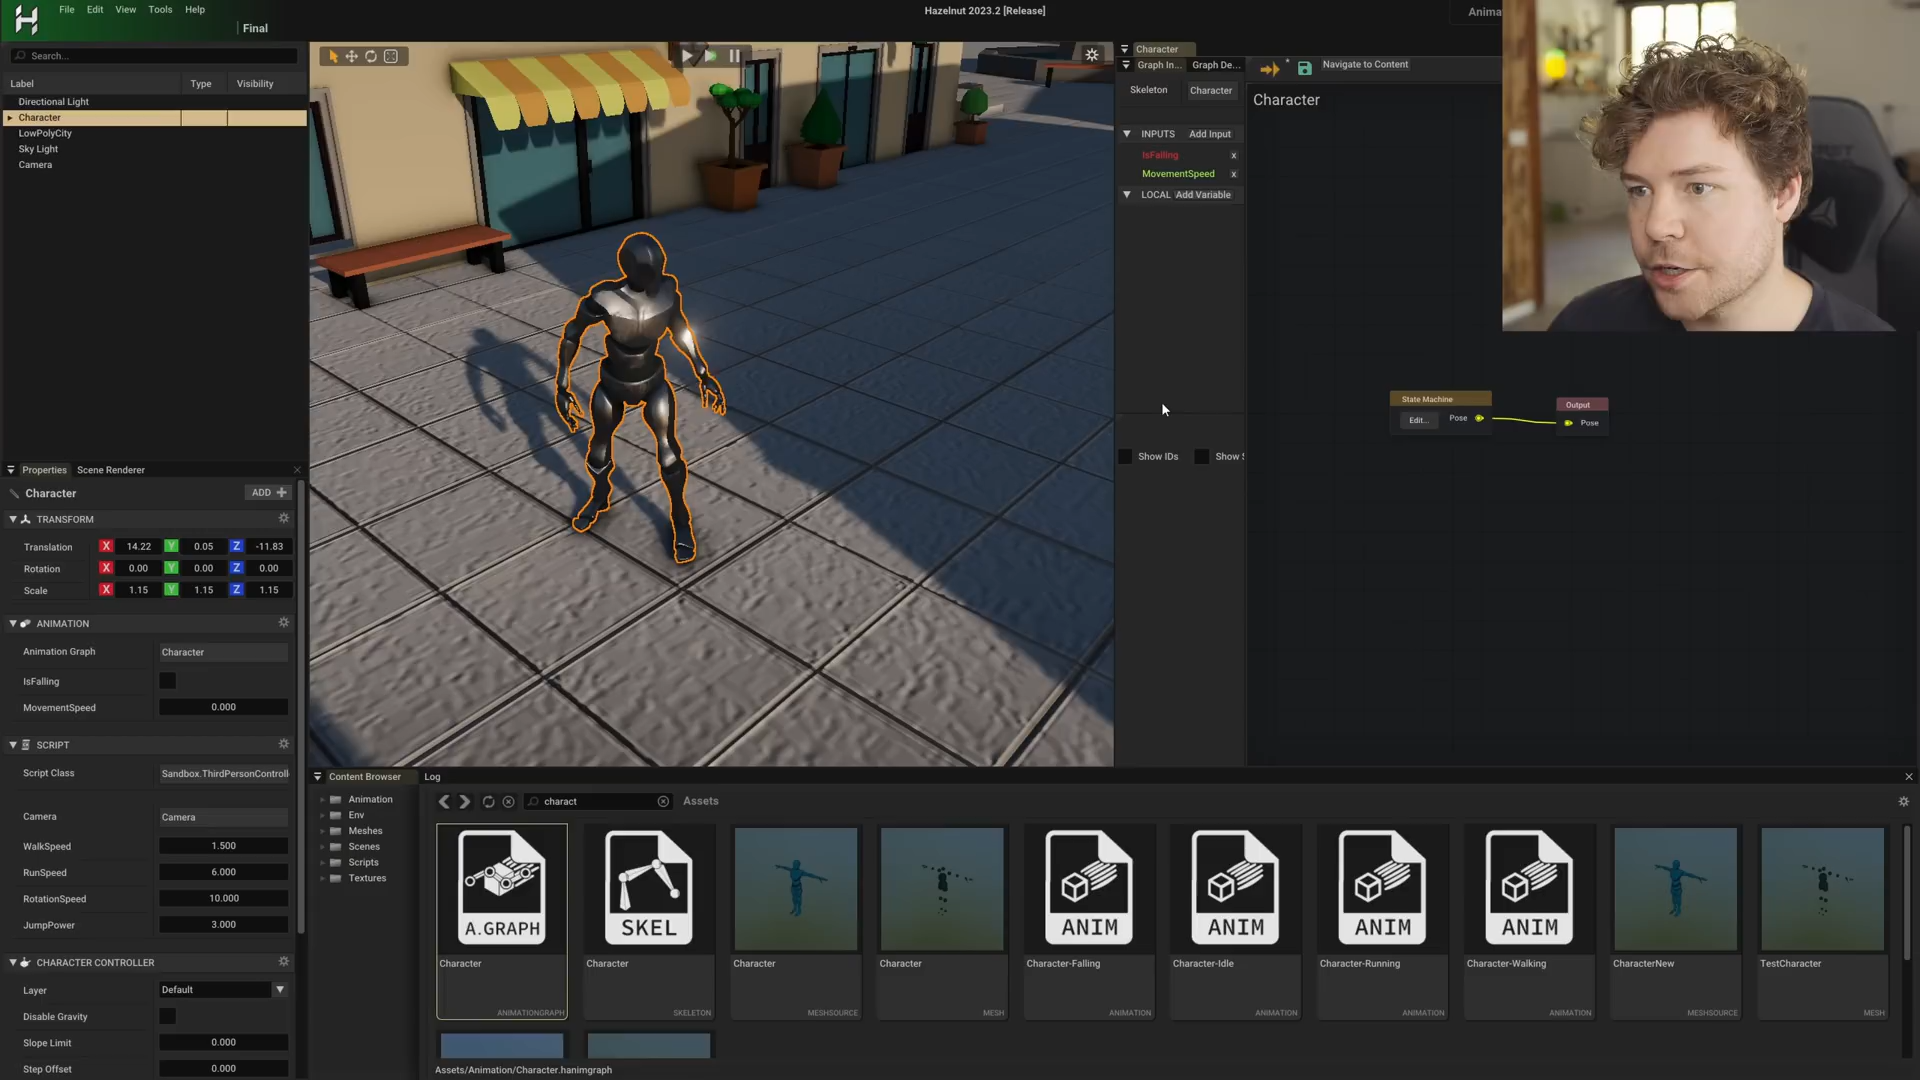 File Edit View Tools Help
Hazelnut 2023.2 [Release]
Final
Search...
Label Type Visibility
Directional Light
Character
LowPolyCity
Sky Light
Camera
Properties Scene Renderer
Character ADD
TRANSFORM
Translation X 14.22 Y 0.05 Z -11.83
Rotation X 0.00 Y 0.00 Z 0.00
Scale X 1.15 Y 1.15 Z 1.15
ANIMATION
Animation Graph Character
IsFalling
MovementSpeed 0.000
SCRIPT
Script Class Sandbox.ThirdPersonControll
Camera Camera
WalkSpeed 1.500
RunSpeed 6.000
RotationSpeed 10.000
JumpPower 3.000
CHARACTER CONTROLLER
Layer Default
Disable Gravity
Slope Limit 0.000
Step Offset 0.000
Anima
Character
Graph In... Graph De...
Navigate to Content
Skeleton Character
Character
INPUTS Add Input
IsFalling x
MovementSpeed x
LOCAL Add Variable
Show IDs Show S
State Machine
Edit... Pose
Output
Pose
Content Browser Log
Animation
Env
Meshes
Scenes
Scripts
Textures
charact Assets
A.GRAPH
Character
ANIMATIONGRAPH
SKEL
Character
SKELETON
Character
MESHSOURCE
Character
MESH
ANIM
Character-Falling
ANIMATION
ANIM
Character-Idle
ANIMATION
ANIM
Character-Running
ANIMATION
ANIM
Character-Walking
ANIMATION
CharacterNew
MESHSOURCE
TestCharacter
MESH
Assets/Animation/Character.hanimgraph